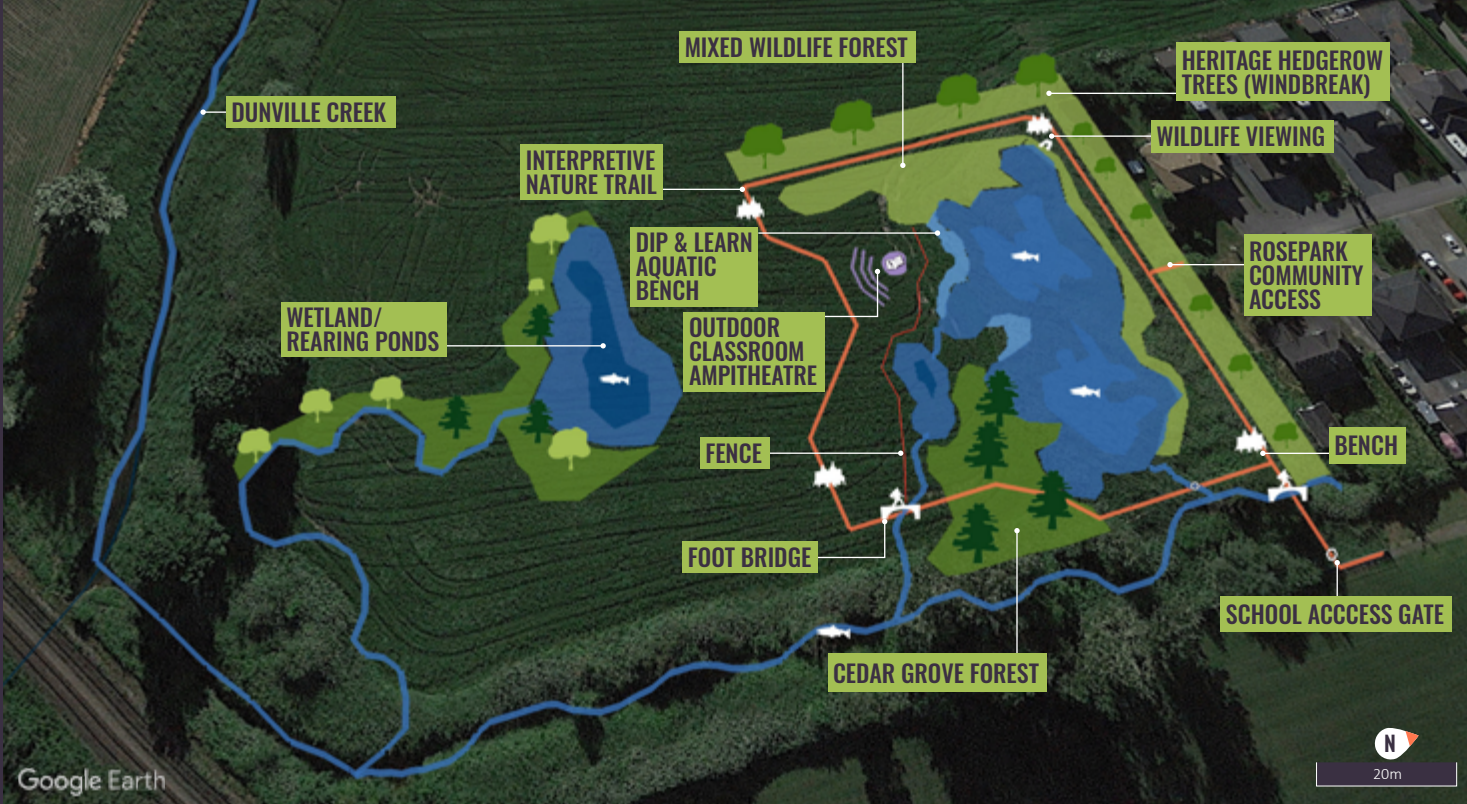 MIXED WILDLIFE FOREST
HERITAGE HEDGEROW
TREES (WINDBREAK)
DUNVILLE CREEK
WILDLIFE VIEWING
INTERPRETIVE
NATURE TRAIL
DIP & LEARN
AQUATIC
BENCH
ROSEPARK
COMMUNITY
ACCESS
WETLAND/
REARING PONDS
OUTDOOR
CLASSROOM
AMPITHEATRE
FENCE
BENCH
FOOT BRIDGE
SCHOOL ACCCESS GATE
CEDAR GROVE FOREST
N
20m
Google Earth